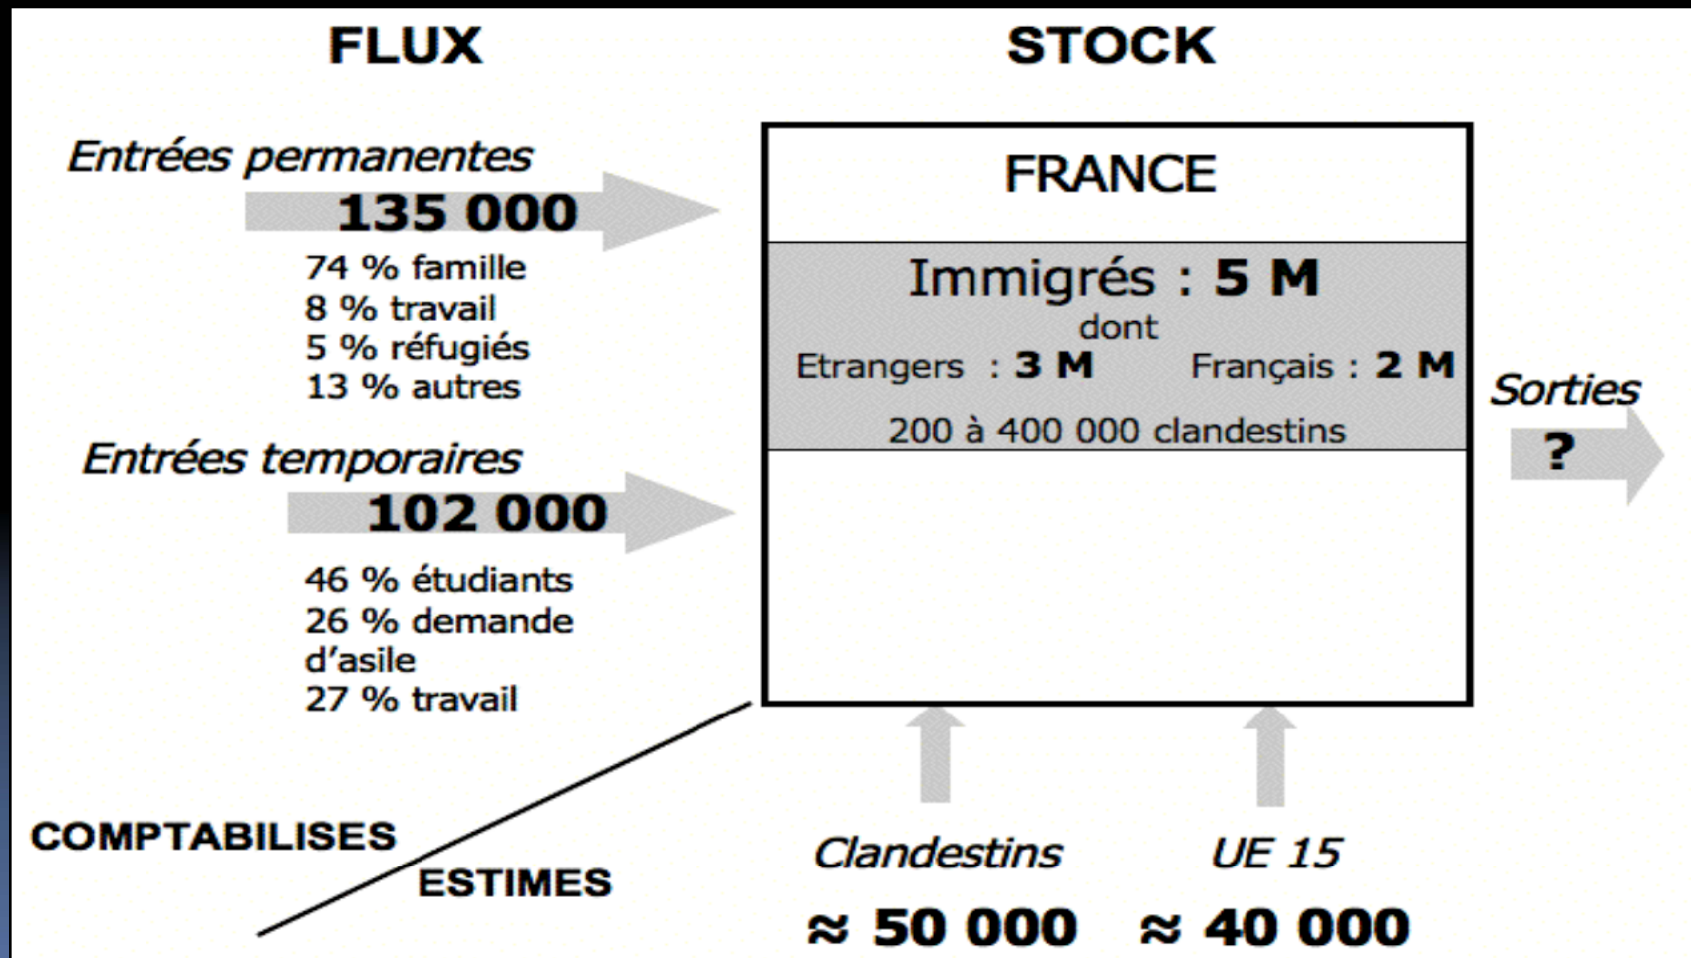 FLUX
STOCK
Entrées permanentes
135 000
74 % famille
8 % travail
5 % réfugiés
13 % autres
Entrées temporaires
102 000
46 % étudiants
26 % demande
d’asile
27 % travail
FRANCE
Immigrés : 5 M
dont
Etrangers : 3 M Français : 2 M
200 à 400 000 clandestins
Sorties
?
COMPTABILISES
ESTIMES
Clandestins
≈ 50 000
UE 15
≈ 40 000